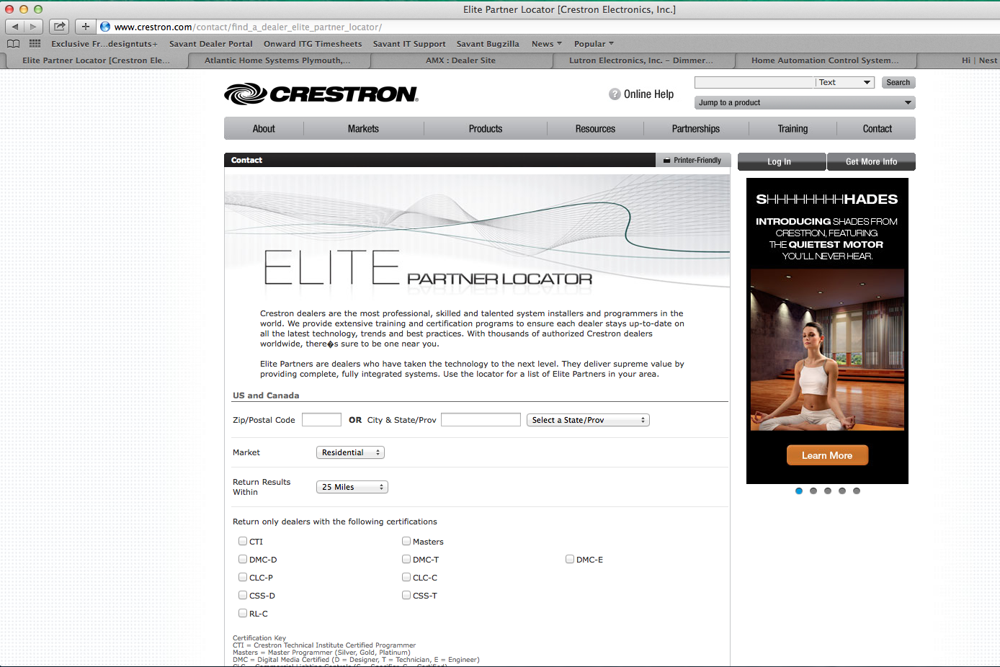 Elite Partner Locator [Crestron Electronics, Inc.]
www.crestron.com/contact/find_a_dealer_elite_partner_locator/
Exclusive Fr...designtuts+ Savant Dealer Portal Onward ITG Timesheets Savant IT Support Savant Bugzilla News Popular
Elite Partner Locator [Crestron Ele... Atlantic Home Systems Plymouth,... AMX : Dealer Site Lutron Electronics, Inc. – Dimmer... Home Automation Control System... Hi | Nest
CRESTRON
? Online Help
Text
Search
Jump to a product
About Markets Products Resources Partnerships Training Contact
Contact
Printer-Friendly
Log In Get More Info
ELITE PARTNER LOCATOR
Crestron dealers are the most professional, skilled and talented system installers and programmers in the
world. We provide extensive training and certification programs to ensure each dealer stays up-to-date on
all the latest technology, trends and best practices. With thousands of authorized Crestron dealers
worldwide, there�s sure to be one near you.
Elite Partners are dealers who have taken the technology to the next level. They deliver supreme value by
providing complete, fully integrated systems. Use the locator for a list of Elite Partners in your area.
US and Canada
Zip/Postal Code OR City & State/Prov Select a State/Prov
Market Residential
Return Results
Within
25 Miles
Return only dealers with the following certifications
CTI Masters
DMC-D DMC-T DMC-E
CLC-P CLC-C
CSS-D CSS-T
RL-C
Certification Key
CTI = Crestron Technical Institute Certified Programmer
Masters = Master Programmer (Silver, Gold, Platinum)
DMC = Digital Media Certified (D = Designer, T = Technician, E = Engineer)
SHHHHHHHHADES
INTRODUCING SHADES FROM
CRESTRON, FEATURING
THE QUIETEST MOTOR
YOU'LL NEVER HEAR.
Learn More